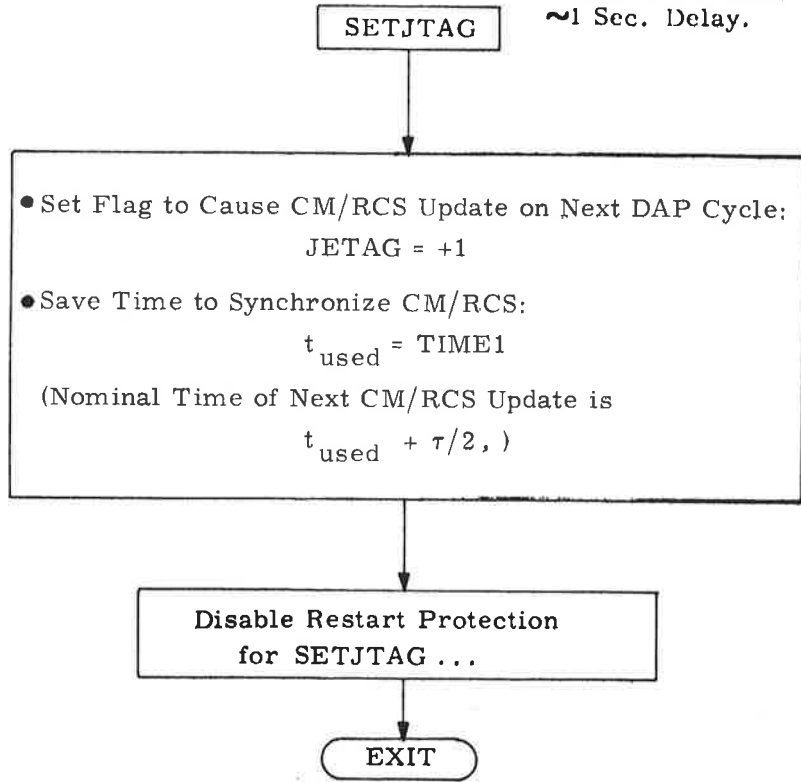 SETJTAG
~1 Sec. Delay.
• Set Flag to Cause CM/RCS Update on Next DAP Cycle:
JETAG = +1
• Save Time to Synchronize CM/RCS:
t used = TIME1
(Nominal Time of Next CM/RCS Update is
t used + τ/2, )
Disable Restart Protection
for SETJTAG ...
EXIT